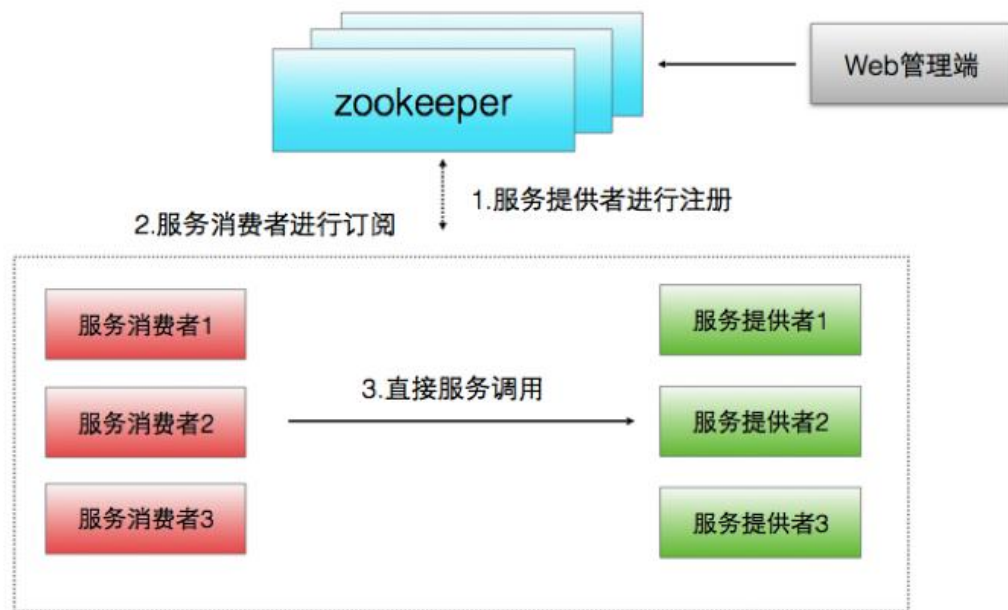 zookeeper
Web管理端
1.服务提供者进行注册
2.服务消费者进行订阅
服务消费者1
服务提供者1
3.直接服务调用
服务消费者2
服务提供者2
服务消费者3
服务提供者3